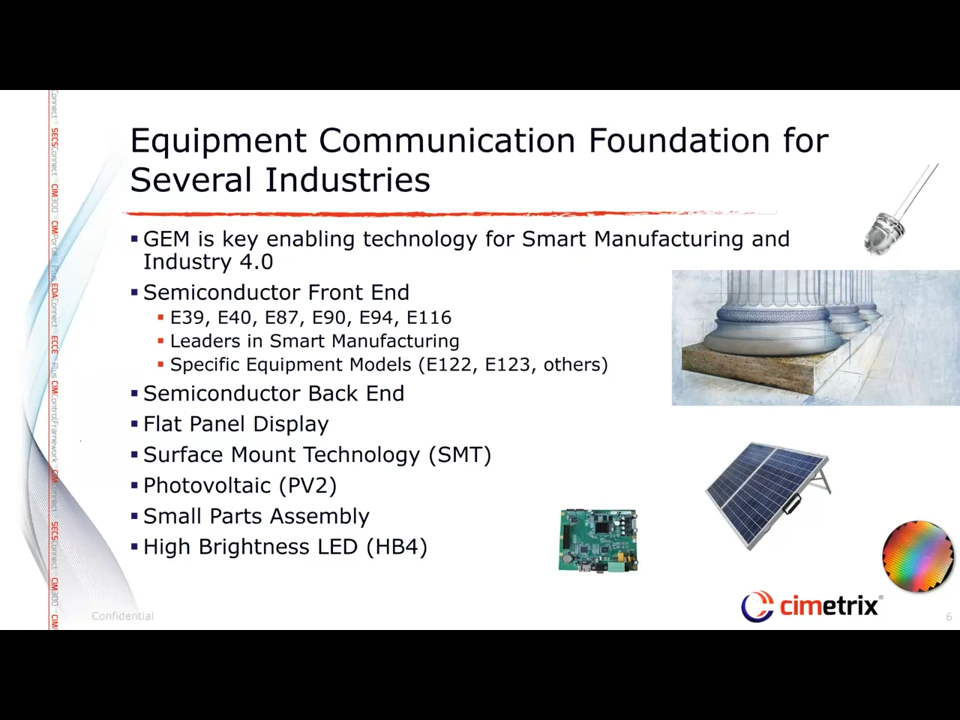 Equipment Communication Foundation for
Several Industries
GEM is key enabling technology for Smart Manufacturing and
Industry 4.0
Semiconductor Front End
E39, E40, E87, E90, E94, E116
Leaders in Smart Manufacturing
Specific Equipment Models (E122, E123, others)
Semiconductor Back End
Flat Panel Display
Surface Mount Technology (SMT)
Photovoltaic (PV2)
Small Parts Assembly
High Brightness LED (HB4)
Confidential
cimetrix®
6